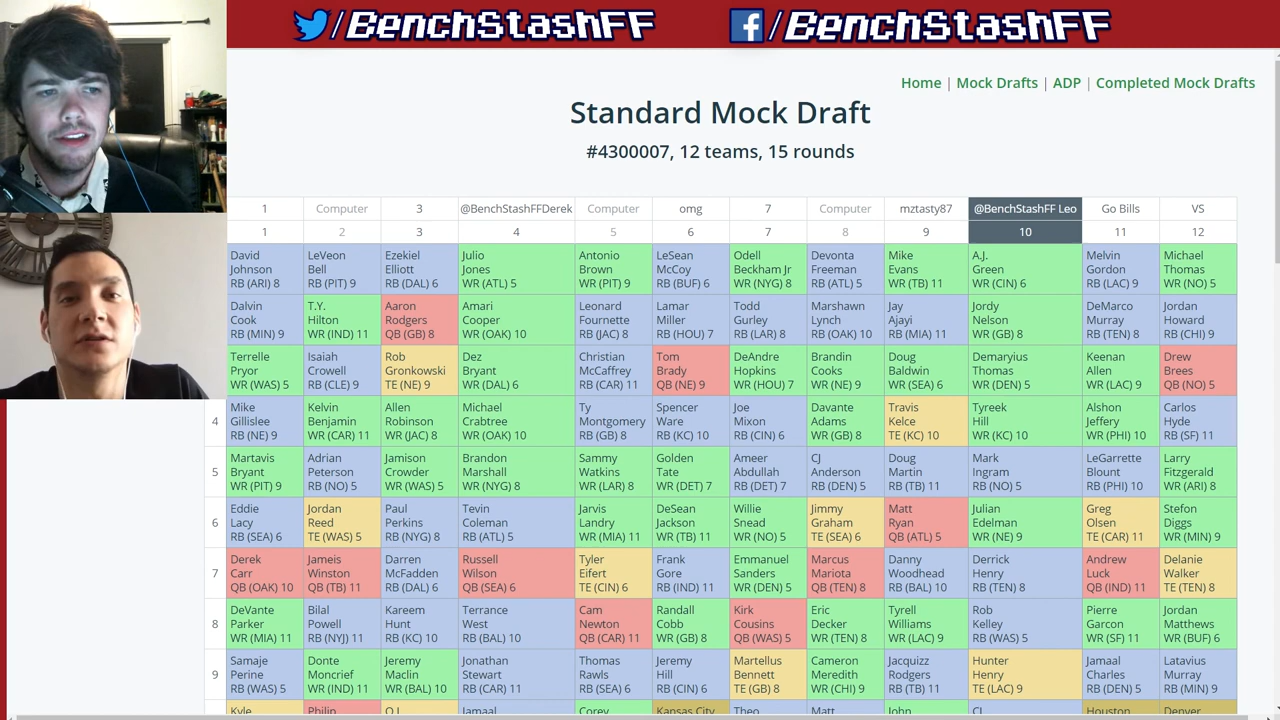 /BenchStashFF /BenchStashFF
Home | Mock Drafts | ADP | Completed Mock Drafts
Standard Mock Draft
#4300007, 12 teams, 15 rounds
1 Computer 3 @BenchStashFFDerek Computer omg 7 Computer mztasty87 @BenchStashFF Leo Go Bills VS
1 2 3 4 5 6 7 8 9 10 11 12
David LeVeon Ezekiel Julio Antonio LeSean Odell Devonta Mike A.J. Melvin Michael
Johnson Bell Elliott Jones Brown McCoy Beckham Jr Freeman Evans Green Gordon Thomas
RB (ARI) 8 RB (PIT) 9 RB (DAL) 6 WR (ATL) 5 WR (PIT) 9 RB (BUF) 6 WR (NYG) 8 RB (ATL) 5 WR (TB) 11 WR (CIN) 6 RB (LAC) 9 WR (NO) 5
Dalvin T.Y. Aaron Amari Leonard Lamar Todd Marshawn Jay Jordy DeMarco Jordan
Cook Hilton Rodgers Cooper Fournette Miller Gurley Lynch Ajayi Nelson Murray Howard
RB (MIN) 9 WR (IND) 11 QB (GB) 8 WR (OAK) 10 RB (JAC) 8 RB (HOU) 7 RB (LAR) 8 RB (OAK) 10 RB (MIA) 11 WR (GB) 8 RB (TEN) 8 RB (CHI) 9
Terrelle Isaiah Rob Dez Christian Tom DeAndre Brandin Doug Demaryius Keenan Drew
Pryor Crowell Gronkowski Bryant McCaffrey Brady Hopkins Cooks Baldwin Thomas Allen Brees
WR (WAS) 5 RB (CLE) 9 TE (NE) 9 WR (DAL) 6 RB (CAR) 11 QB (NE) 9 WR (HOU) 7 WR (NE) 9 WR (SEA) 6 WR (DEN) 5 WR (LAC) 9 QB (NO) 5
Mike Kelvin Allen Michael Ty Spencer Joe Davante Travis Tyreek Alshon Carlos
4 Gillislee Benjamin Robinson Crabtree Montgomery Ware Mixon Adams Kelce Hill Jeffery Hyde
RB (NE) 9 WR (CAR) 11 WR (JAC) 8 WR (OAK) 10 RB (GB) 8 RB (KC) 10 RB (CIN) 6 WR (GB) 8 TE (KC) 10 WR (KC) 10 WR (PHI) 10 RB (SF) 11
Martavis Adrian Jamison Brandon Sammy Golden Ameer CJ Doug Mark LeGarrette Larry
5 Bryant Peterson Crowder Marshall Watkins Tate Abdullah Anderson Martin Ingram Blount Fitzgerald
WR (PIT) 9 RB (NO) 5 WR (WAS) 5 WR (NYG) 8 WR (LAR) 8 WR (DET) 7 RB (DET) 7 RB (DEN) 5 RB (TB) 11 RB (NO) 5 RB (PHI) 10 WR (ARI) 8
Eddie Jordan Paul Tevin Jarvis DeSean Willie Jimmy Matt Julian Greg Stefon
6 Lacy Reed Perkins Coleman Landry Jackson Snead Graham Ryan Edelman Olsen Diggs
RB (SEA) 6 TE (WAS) 5 RB (NYG) 8 RB (ATL) 5 WR (MIA) 11 WR (TB) 11 WR (NO) 5 TE (SEA) 6 QB (ATL) 5 WR (NE) 9 TE (CAR) 11 WR (MIN) 9
Derek Jameis Darren Russell Tyler Frank Emmanuel Marcus Danny Derrick Andrew Delanie
7 Carr Winston McFadden Wilson Eifert Gore Sanders Mariota Woodhead Henry Luck Walker
QB (OAK) 10 QB (TB) 11 RB (DAL) 6 QB (SEA) 6 TE (CIN) 6 RB (IND) 11 WR (DEN) 5 QB (TEN) 8 RB (BAL) 10 RB (TEN) 8 QB (IND) 11 TE (TEN) 8
DeVante Bilal Kareem Terrance Cam Randall Kirk Eric Tyrell Rob Pierre Jordan
8 Parker Powell Hunt West Newton Cobb Cousins Decker Williams Kelley Garcon Matthews
WR (MIA) 11 RB (NYJ) 11 RB (KC) 10 RB (BAL) 10 QB (CAR) 11 WR (GB) 8 QB (WAS) 5 WR (TEN) 8 WR (LAC) 9 RB (WAS) 5 WR (SF) 11 WR (BUF) 6
Samaje Donte Jeremy Jonathan Thomas Jeremy Martellus Cameron Jacquizz Hunter Jamaal Latavius
9 Perine Moncrief Maclin Stewart Rawls Hill Bennett Meredith Rodgers Henry Charles Murray
RB (WAS) 5 WR (IND) 11 WR (BAL) 10 RB (CAR) 11 RB (SEA) 6 RB (CIN) 6 TE (GB) 8 WR (CHI) 9 RB (TB) 11 TE (LAC) 9 RB (DEN) 5 RB (MIN) 9
Kyle Philip O.J. Jamaal Corey Kansas City Theo Matt John CJ Houston Denver